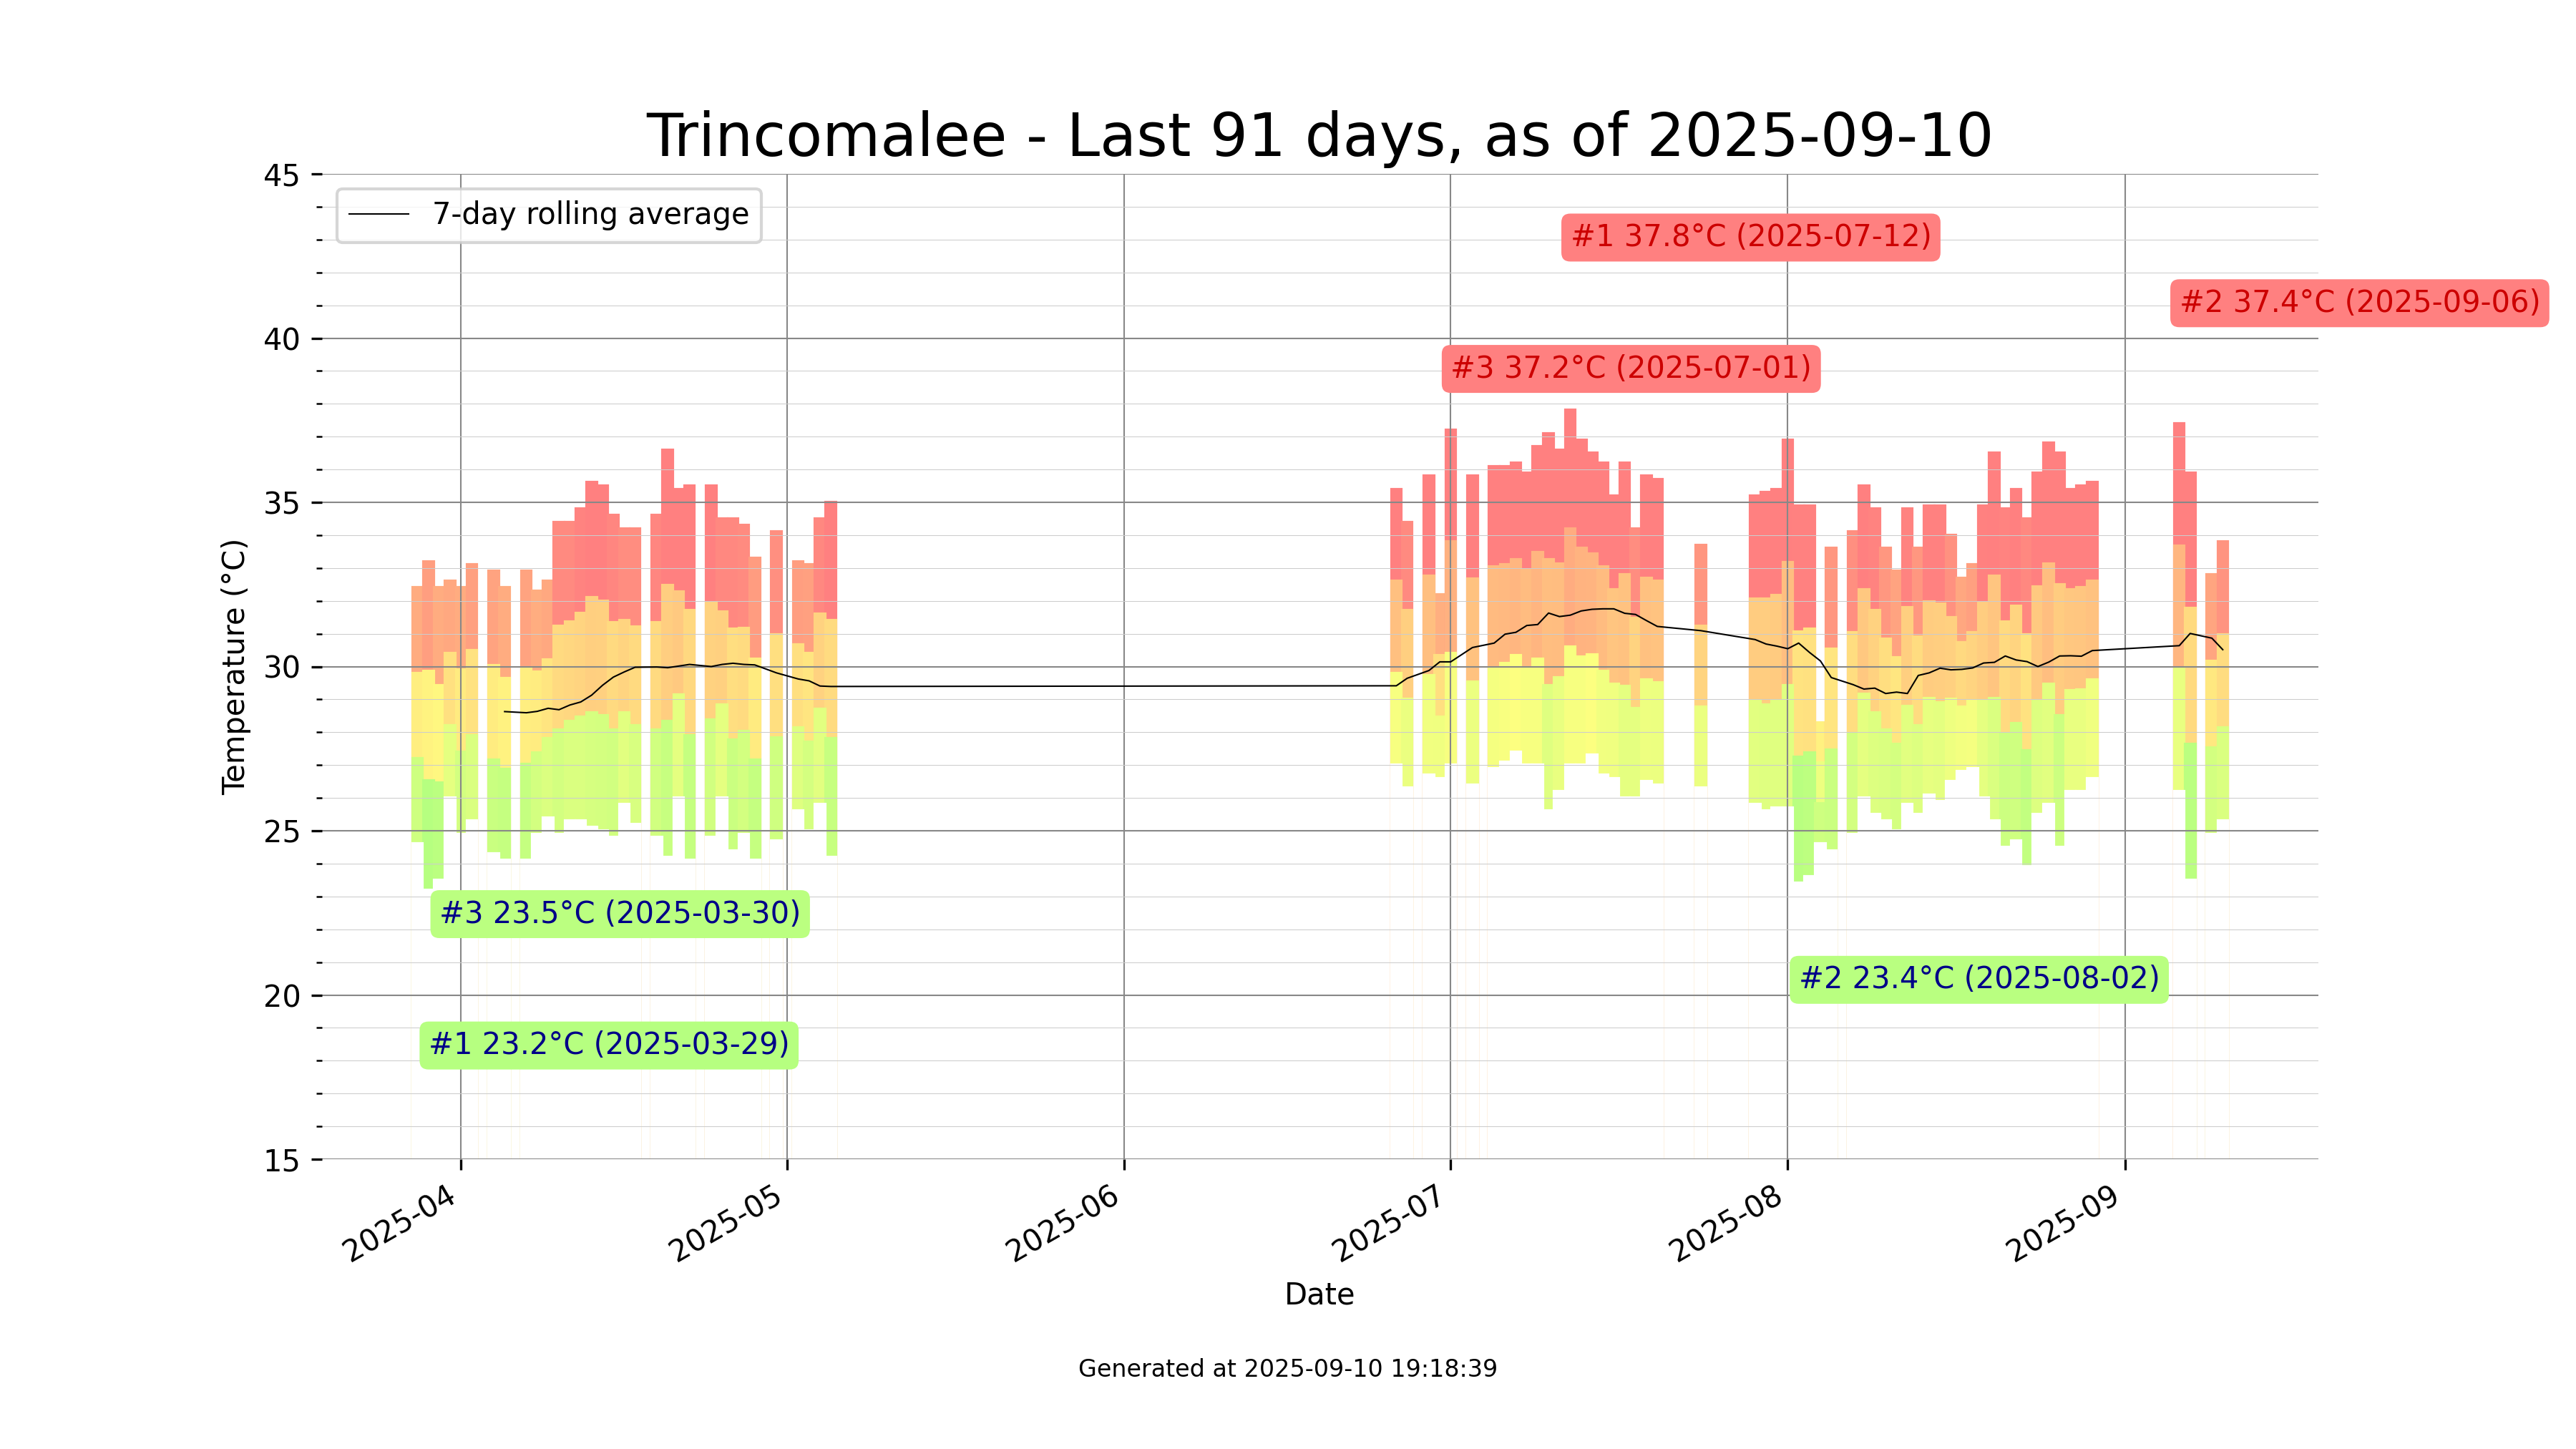 Trincomalee - Last 91 days, as of 2025-09-10
45
7-day rolling average
#1 37.8°C (2025-07-12)
#2 37.4°C (2025-09-06)
40
#3 37.2°C (2025-07-01)
35
Temperature (°C)
30
25
#3 23.5°C (2025-03-30)
#2 23.4°C (2025-08-02)
20
#1 23.2°C (2025-03-29)
15
2025-04
2025-05
2025-06
2025-07
2025-08
2025-09
Date
Generated at 2025-09-10 19:18:39